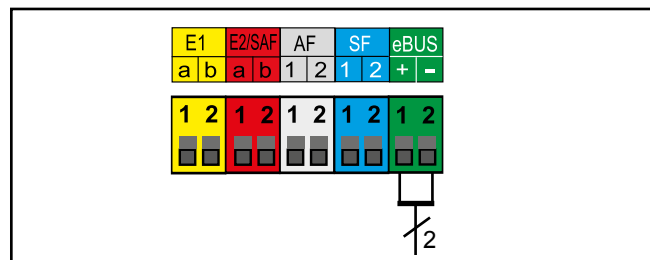 E1 E2/SAF AF SF eBUS
a b a b 1 2 1 2 + -
1 2 1 2 1 2 1 2 1 2
2